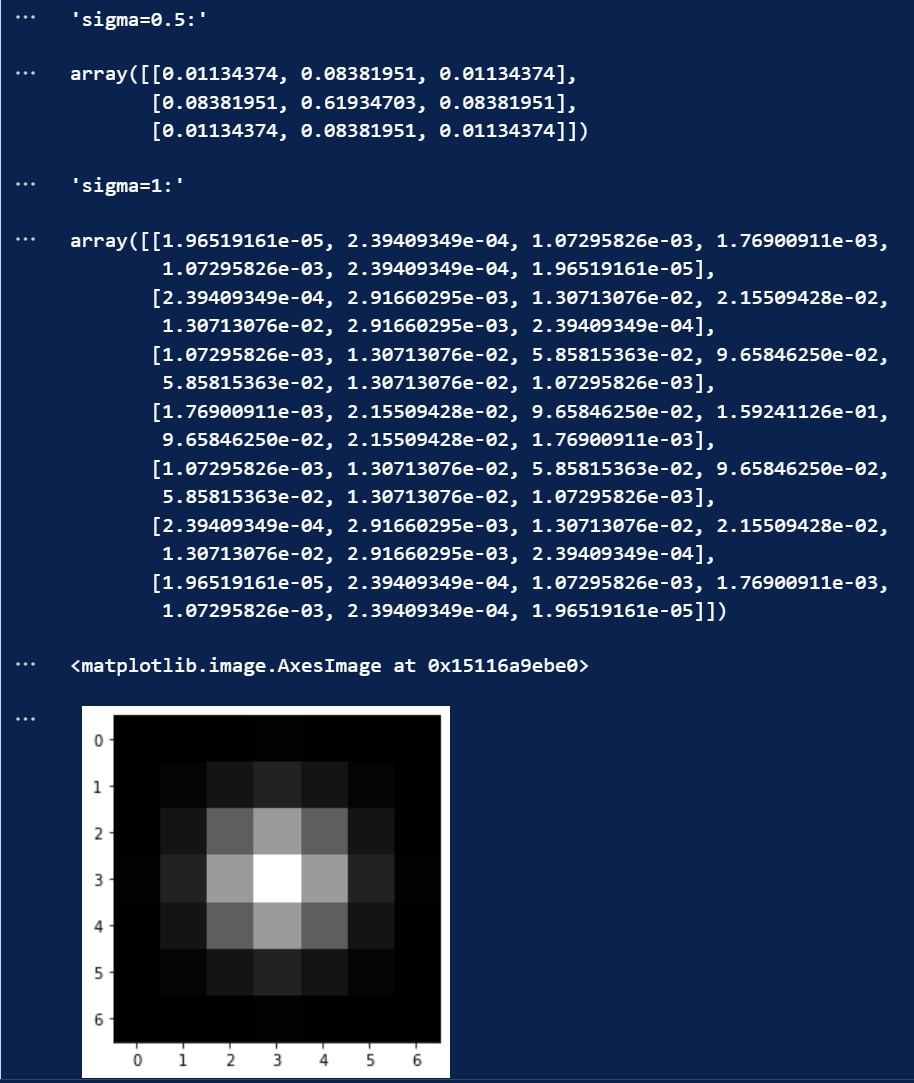 ... 'sigma=0.5:'
... array([[0.01134374, 0.08381951, 0.01134374],
[0.08381951, 0.61934703, 0.08381951],
[0.01134374, 0.08381951, 0.01134374]])
... 'sigma=1:'
... array([[1.96519161e-05, 2.39409349e-04, 1.07295826e-03, 1.76900911e-03,
1.07295826e-03, 2.39409349e-04, 1.96519161e-05],
[2.39409349e-04, 2.91660295e-03, 1.30713076e-02, 2.15509428e-02,
1.30713076e-02, 2.91660295e-03, 2.39409349e-04],
[1.07295826e-03, 1.30713076e-02, 5.85815363e-02, 9.65846250e-02,
5.85815363e-02, 1.30713076e-02, 1.07295826e-03],
[1.76900911e-03, 2.15509428e-02, 9.65846250e-02, 1.59241126e-01,
9.65846250e-02, 2.15509428e-02, 1.76900911e-03],
[1.07295826e-03, 1.30713076e-02, 5.85815363e-02, 9.65846250e-02,
5.85815363e-02, 1.30713076e-02, 1.07295826e-03],
[2.39409349e-04, 2.91660295e-03, 1.30713076e-02, 2.15509428e-02,
1.30713076e-02, 2.91660295e-03, 2.39409349e-04],
[1.96519161e-05, 2.39409349e-04, 1.07295826e-03, 1.76900911e-03,
1.07295826e-03, 2.39409349e-04, 1.96519161e-05]])
... <matplotlib.image.AxesImage at 0x15116a9ebe0>
...
0
1
2
3
4
5
6
0 1 2 3 4 5 6